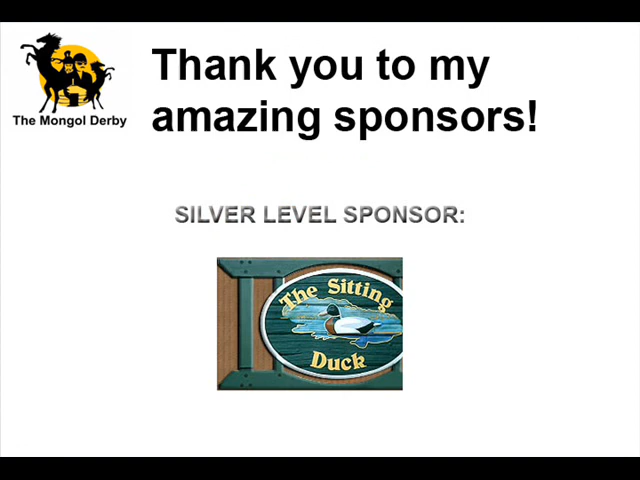 Thank you to my
amazing sponsors!
The Mongol Derby
SILVER LEVEL SPONSOR:
The Sitting
Duck